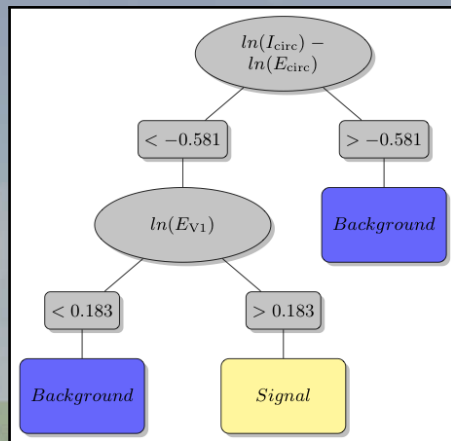 ln(I_circ) −
ln(E_circ)
< −0.581
> −0.581
ln(E_V1)
Background
< 0.183
> 0.183
Background
Signal